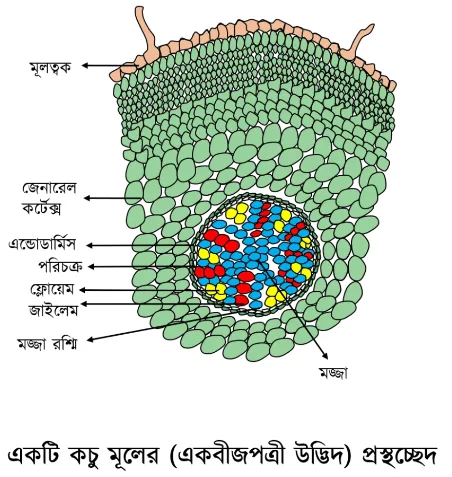 মূলত্বক
জেনারেল
কর্টেক্স
এন্ডোডার্মিস
পরিচক্র
ফ্লোয়েম
জাইলেম
মজ্জা রশ্মি
মজ্জা
একটি কচু মূলের (একবীজপত্রী উদ্ভিদ) প্রস্থচ্ছেদ